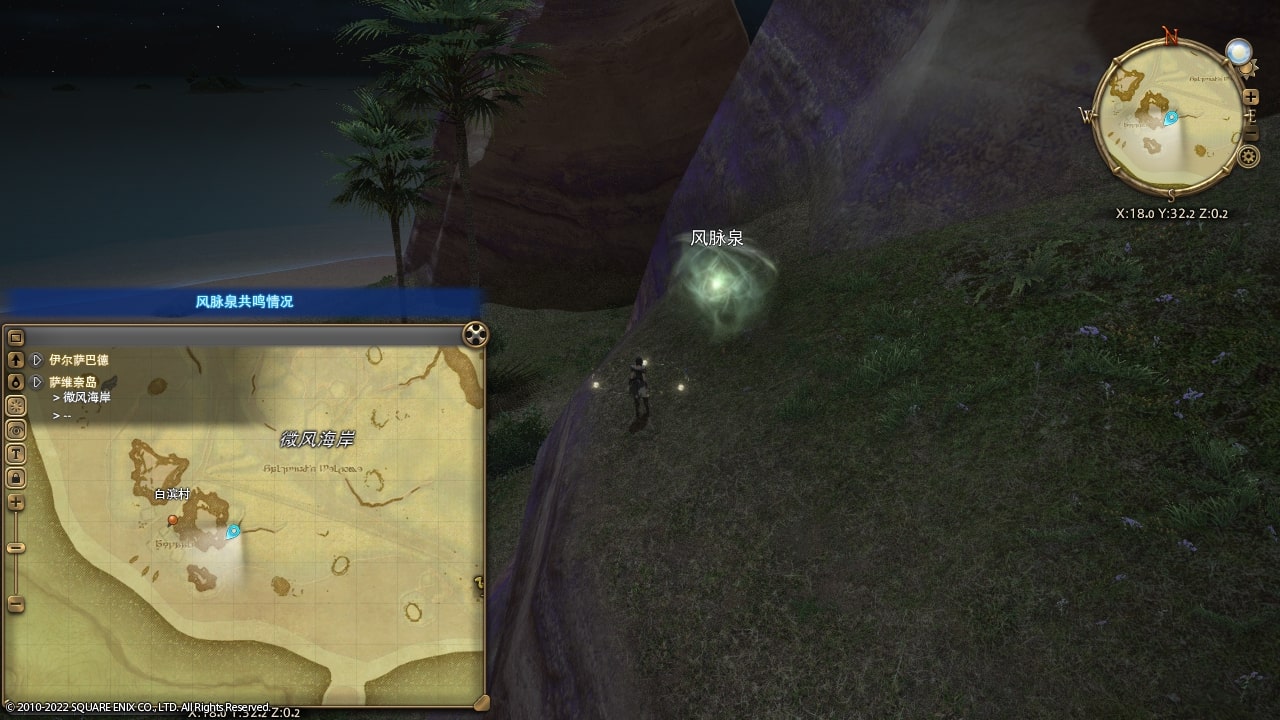 N
W
E
S
X:18.0 Y:32.2 Z:0.2
风脉泉
风脉泉共鸣情况
伊尔萨巴德
萨维奈岛
> 微风海岸
> --
微风海岸
白滨村
T
© 2010-2022 SQUARE ENIX CO., LTD. All Rights Reserved.
X:18.0 Y:32.2 Z:0.2